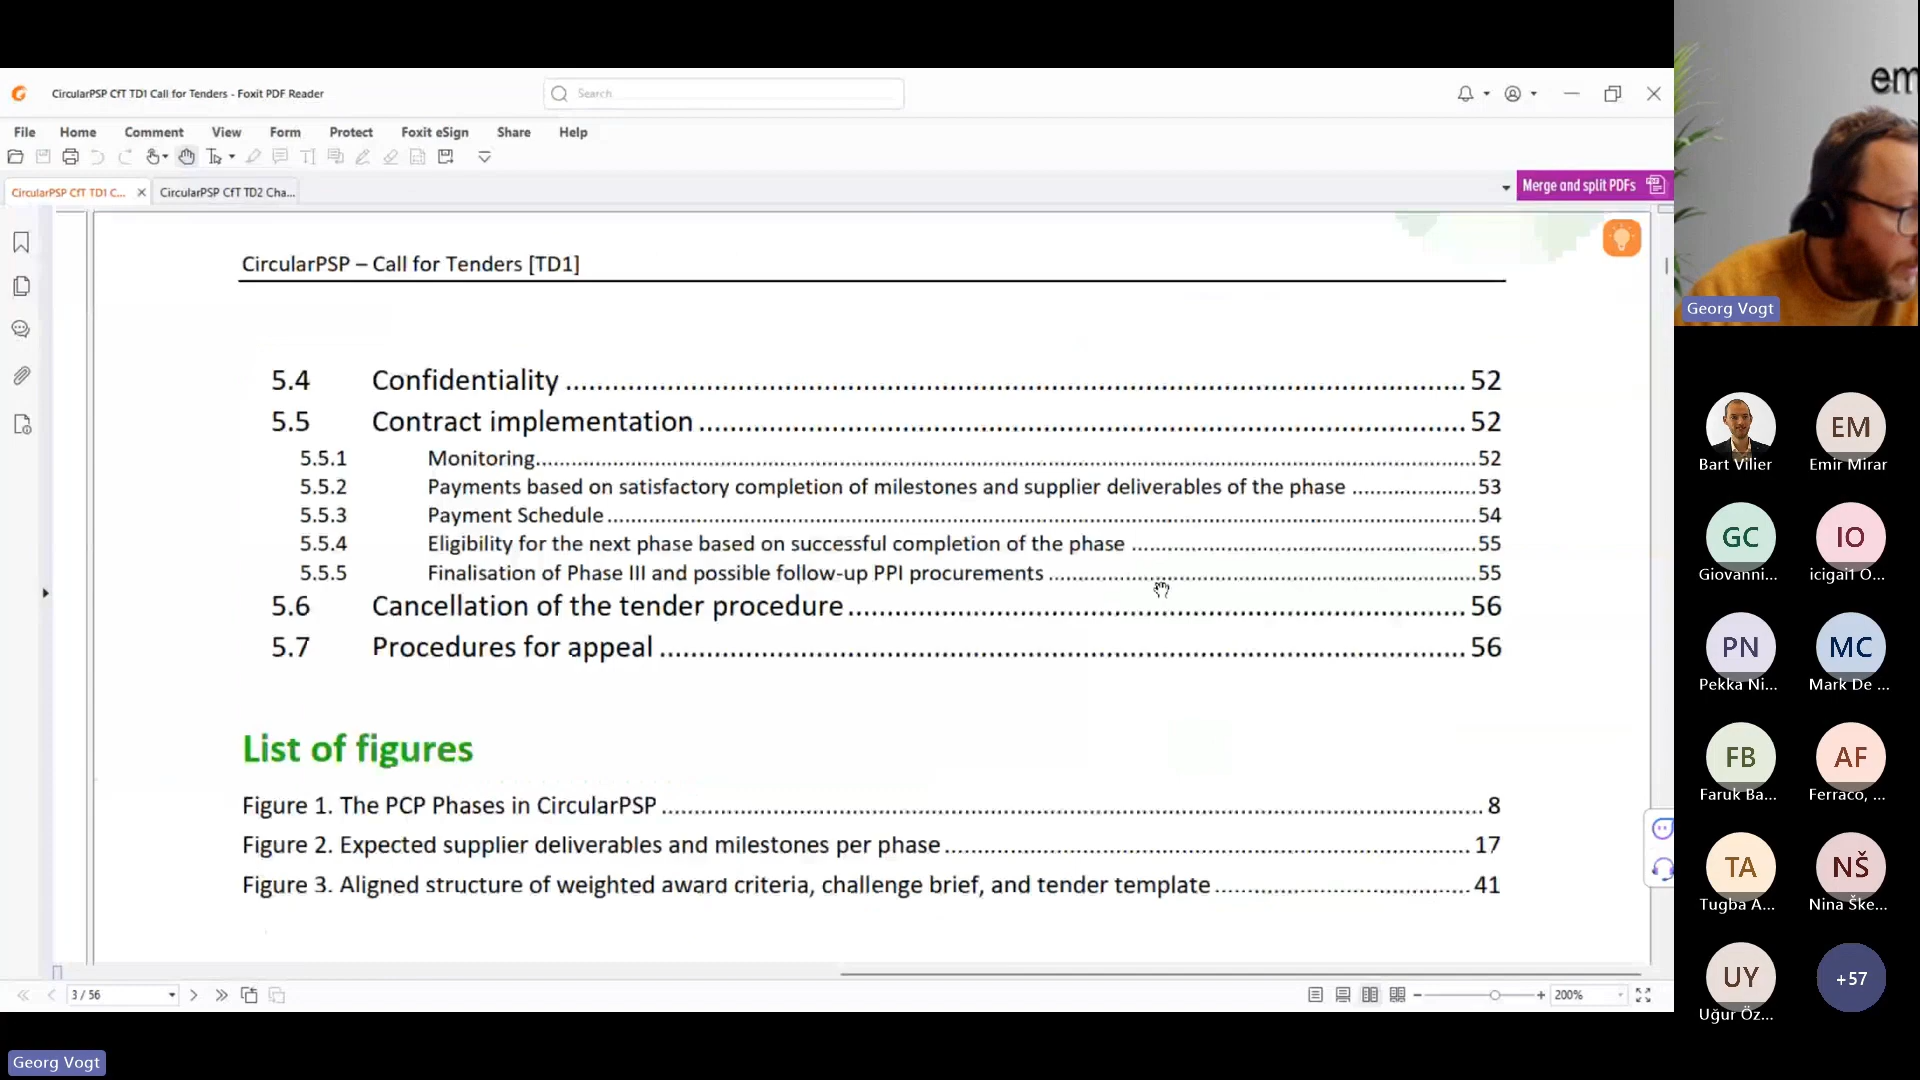 CircularPSP CfT TD1 Call for Tenders - Foxit PDF Reader
Search
File Home Comment View Form Protect Foxit eSign Share Help
CircularPSP CfT TD1 C...
CircularPSP CfT TD2 Cha...
Merge and split PDFs
CircularPSP – Call for Tenders [TD1]
5.4 Confidentiality 52
5.5 Contract implementation 52
5.5.1 Monitoring 52
5.5.2 Payments based on satisfactory completion of milestones and supplier deliverables of the phase 53
5.5.3 Payment Schedule 54
5.5.4 Eligibility for the next phase based on successful completion of the phase 55
5.5.5 Finalisation of Phase III and possible follow-up PPI procurements 55
5.6 Cancellation of the tender procedure 56
5.7 Procedures for appeal 56
List of figures
Figure 1. The PCP Phases in CircularPSP 8
Figure 2. Expected supplier deliverables and milestones per phase 17
Figure 3. Aligned structure of weighted award criteria, challenge brief, and tender template 41
3 / 56
200%
Georg Vogt
em
Georg Vogt
Bart Vilier
EM
Emir Mirar
GC
Giovanni...
IO
icigai1 O...
PN
Pekka Ni...
MC
Mark De ...
FB
Faruk Ba...
AF
Ferraco, ...
TA
Tugba A...
NŠ
Nina Ške...
UY
Uğur Öz...
+57